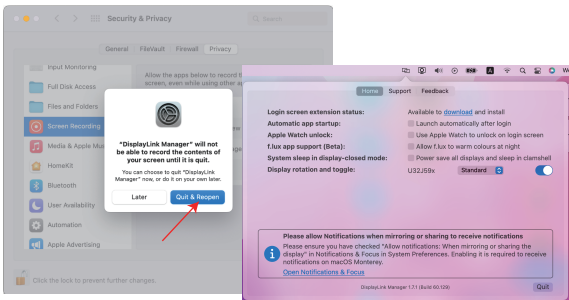 Security & Privacy
Search
General FileVault Firewall Privacy
Input Monitoring
Full Disk Access
Files and Folders
Screen Recording
Media & Apple Mus
HomeKit
Bluetooth
User Availability
Automation
Apple Advertising
Allow the apps below to record t
screen, even while using other ap
"DisplayLink Manager" will not
be able to record the contents of
your screen until it is quit.
You can choose to quit "DisplayLink
Manager" now, or do it on your own later.
Later Quit & Reopen
Click the lock to prevent further changes.
Home Support Feedback
Login screen extension status: Available to download and install
Automatic app startup: Launch automatically after login
Apple Watch unlock: Use Apple Watch to unlock on login screen
f.lux app support (Beta): Allow f.lux to warm colours at night
System sleep in display-closed mode: Power save all displays and sleep in clamshell
Display rotation and toggle: U32J59x Standard
Please allow Notifications when mirroring or sharing to receive notifications
Please ensure you have checked "Allow notifications: When mirroring or sharing the
display" in Notifications & Focus in System Preferences. Enabling it is required to receive
notifications on macOS Monterey.
Open Notifications & Focus
DisplayLink Manager 1.7.1 (Build 60.129)
Quit